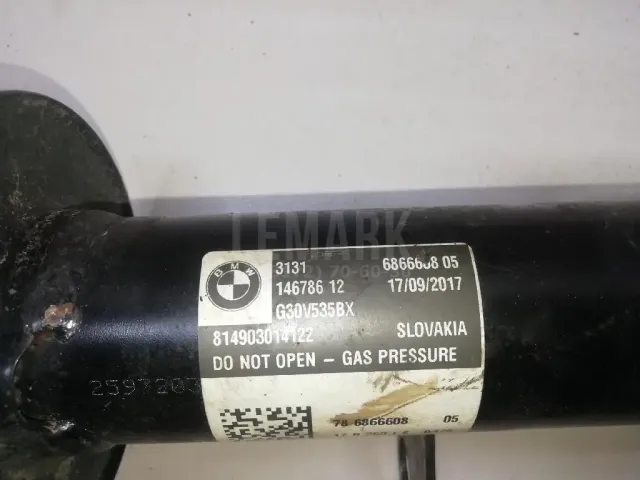 LEMARK
BMW
3131 6866608 05
146786 12 17/09/2017
G30V535BX
814903014122 SLOVAKIA
DO NOT OPEN - GAS PRESSURE
78 6866608 05